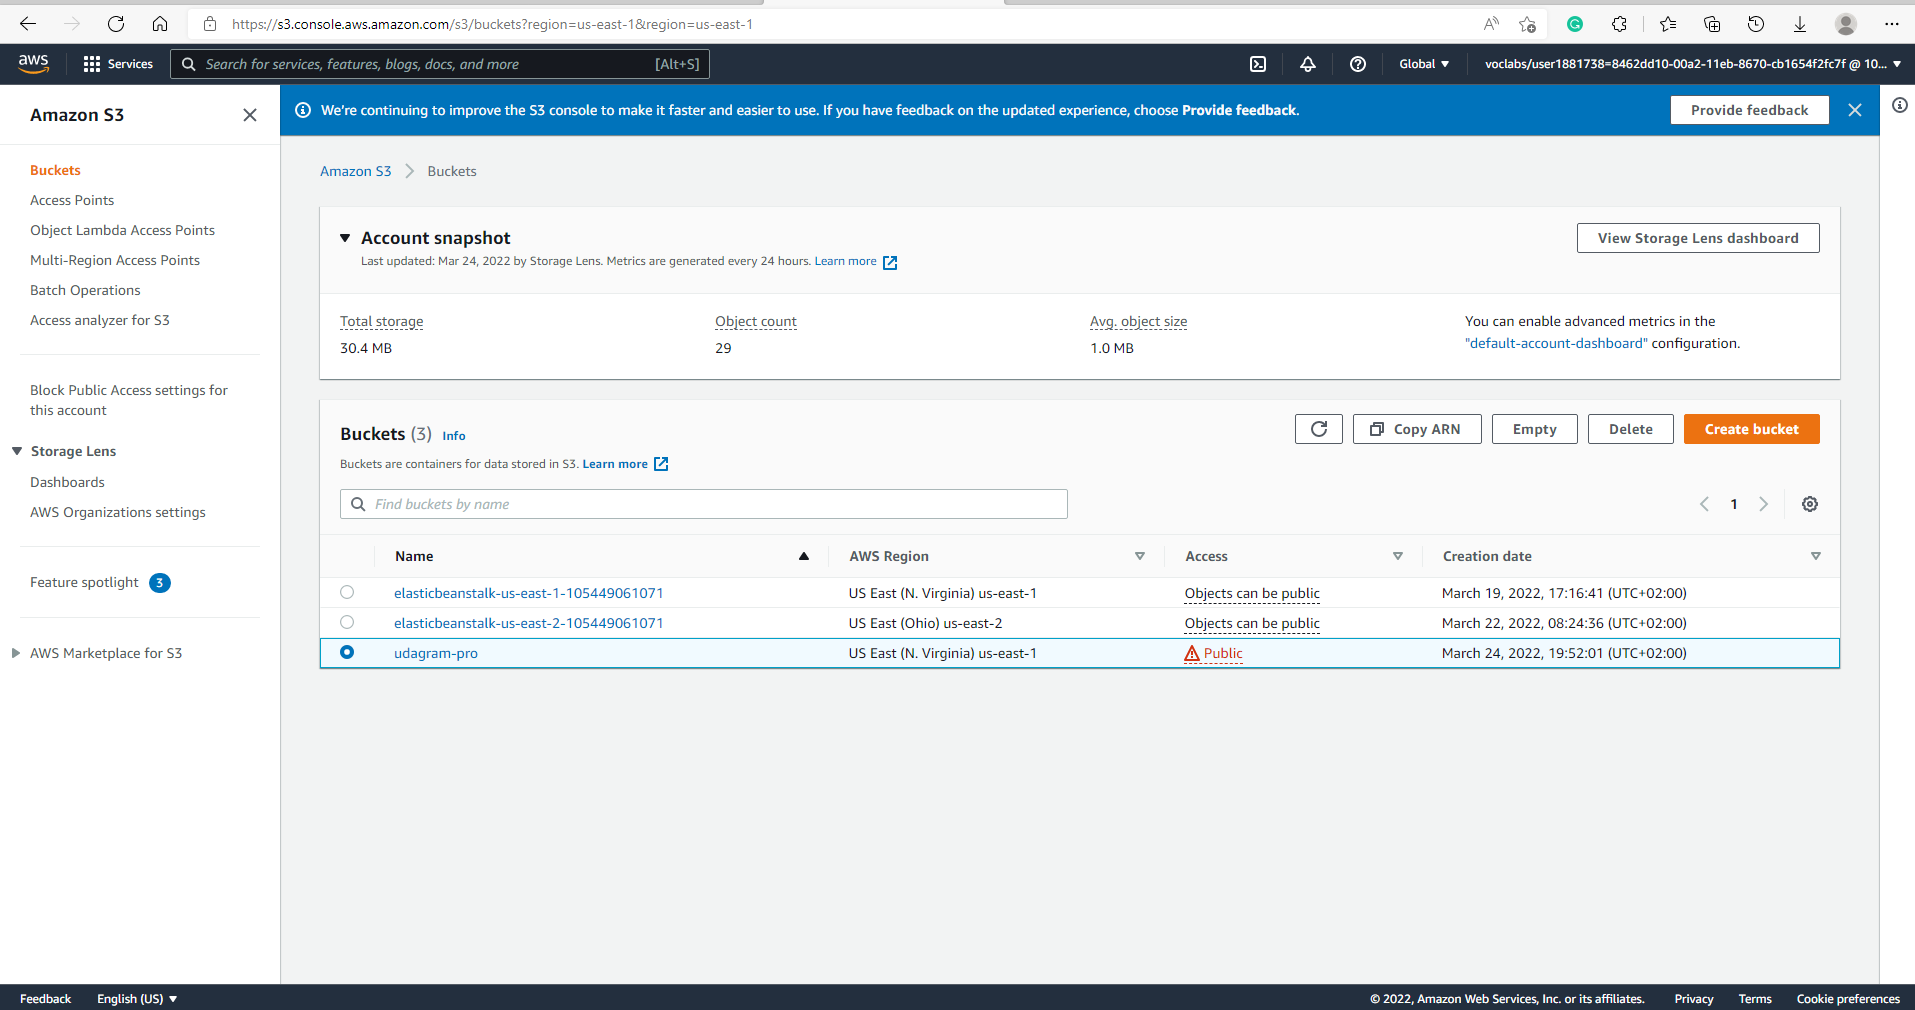 https://s3.console.aws.amazon.com/s3/buckets?region=us-east-1&region=us-east-1
aws
Services
Search for services, features, blogs, docs, and more
[Alt+S]
Global
voclabs/user1881738=8462dd10-00a2-11eb-8670-cb1654f2fc7f @ 10...
Amazon S3
We're continuing to improve the S3 console to make it faster and easier to use. If you have feedback on the updated experience, choose Provide feedback.
Provide feedback
Buckets
Access Points
Object Lambda Access Points
Multi-Region Access Points
Batch Operations
Access analyzer for S3
Block Public Access settings for
this account
Storage Lens
Dashboards
AWS Organizations settings
Feature spotlight 3
AWS Marketplace for S3
Amazon S3 Buckets
Account snapshot
Last updated: Mar 24, 2022 by Storage Lens. Metrics are generated every 24 hours. Learn more
View Storage Lens dashboard
Total storage
30.4 MB
Object count
29
Avg. object size
1.0 MB
You can enable advanced metrics in the
"default-account-dashboard" configuration.
Buckets (3) Info
Buckets are containers for data stored in S3. Learn more
Copy ARN
Empty
Delete
Create bucket
Find buckets by name
1
Name AWS Region Access Creation date
elasticbeanstalk-us-east-1-105449061071 US East (N. Virginia) us-east-1 Objects can be public March 19, 2022, 17:16:41 (UTC+02:00)
elasticbeanstalk-us-east-2-105449061071 US East (Ohio) us-east-2 Objects can be public March 22, 2022, 08:24:36 (UTC+02:00)
udagram-pro US East (N. Virginia) us-east-1 Public March 24, 2022, 19:52:01 (UTC+02:00)
Feedback English (US) © 2022, Amazon Web Services, Inc. or its affiliates. Privacy Terms Cookie preferences